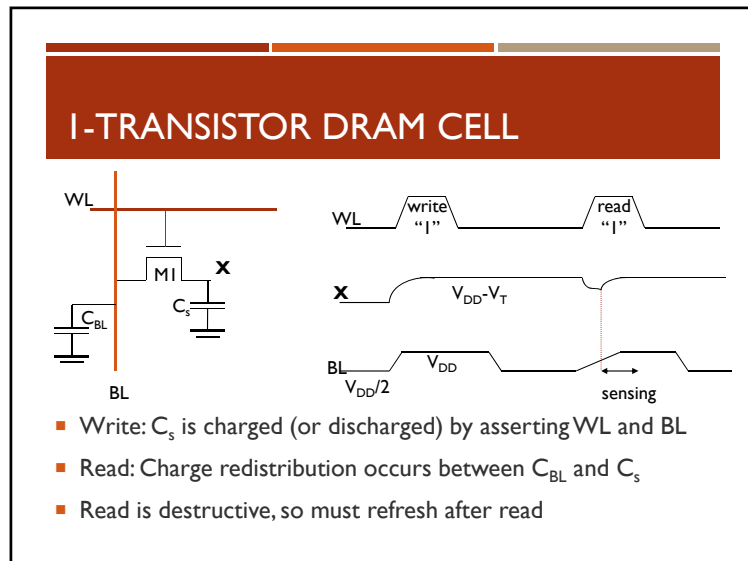 1-TRANSISTOR DRAM CELL
WL
M1
X
Cs
CBL
BL
WL
write
"1"
read
"1"
X
VDD-VT
BL
VDD
VDD/2
sensing
▪ Write: Cs is charged (or discharged) by asserting WL and BL
▪ Read: Charge redistribution occurs between CBL and Cs
▪ Read is destructive, so must refresh after read